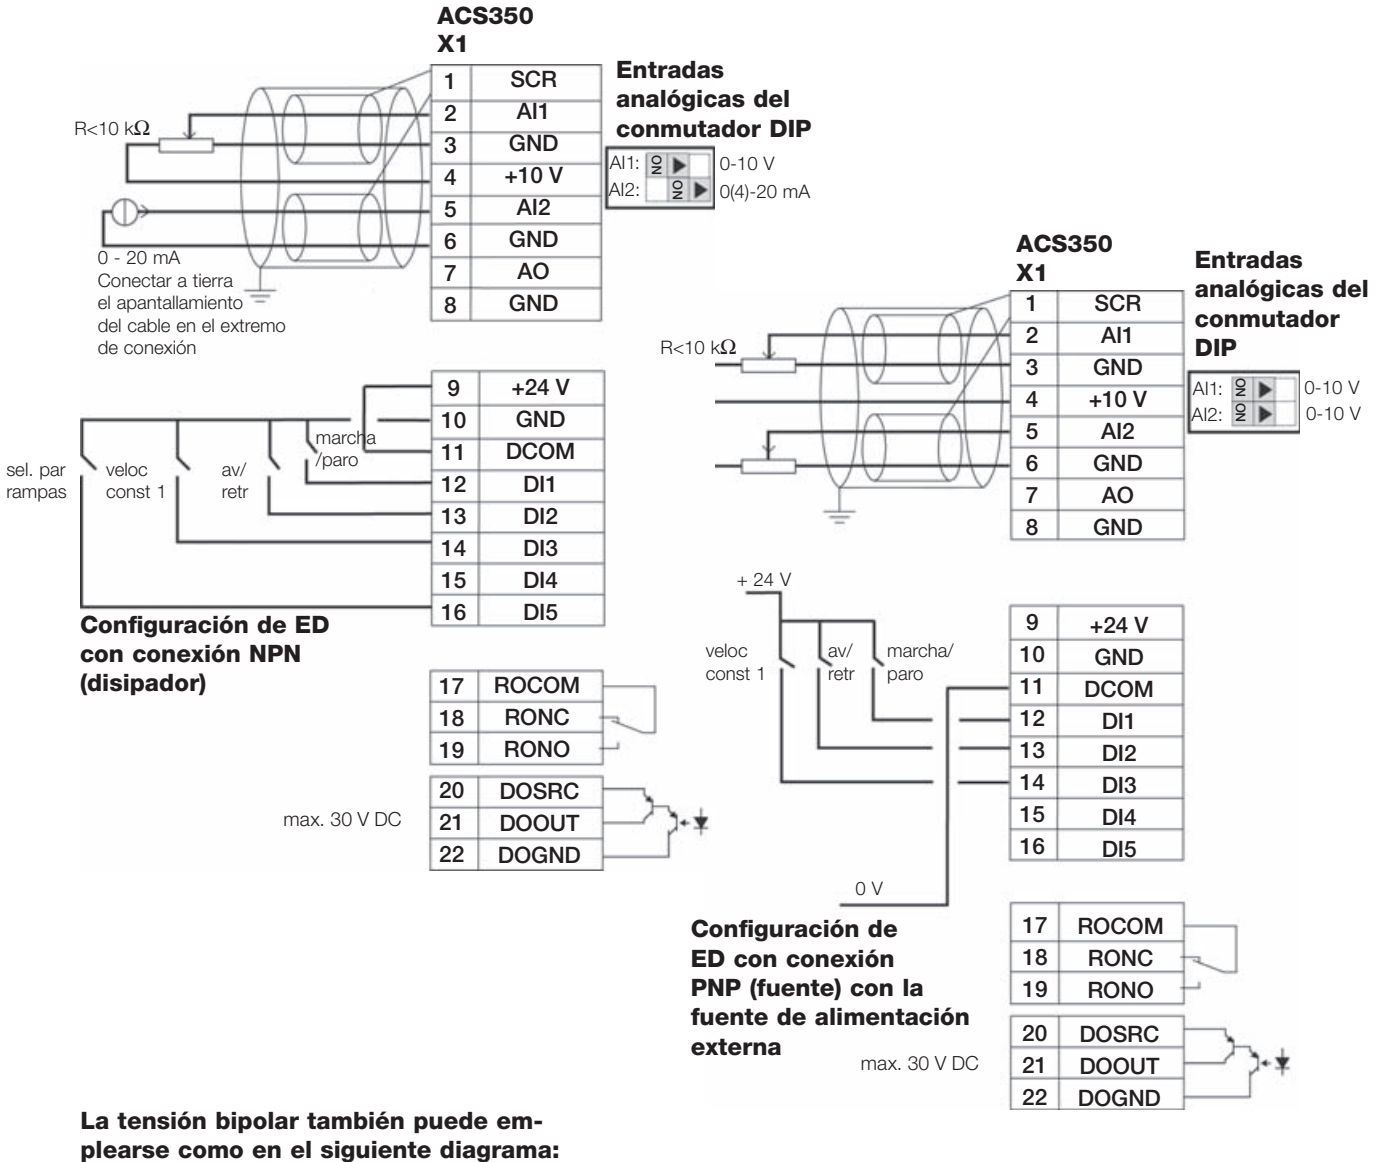 ACS350
X1
1 SCR
2 AI1
3 GND
4 +10 V
5 AI2
6 GND
7 AO
8 GND
R<10 kΩ
0 - 20 mA
Conectar a tierra
el apantallamiento
del cable en el extremo
de conexión
Entradas
analógicas del
conmutador DIP
AI1: ON 0-10 V
AI2: ON 0(4)-20 mA
9 +24 V
10 GND
11 DCOM
12 DI1
13 DI2
14 DI3
15 DI4
16 DI5
sel. par
rampas
veloc
const 1
av/
retr
marcha
/paro
Configuración de ED
con conexión NPN
(disipador)
17 ROCOM
18 RONC
19 RONO
20 DOSRC
21 DOOUT
22 DOGND
max. 30 V DC
ACS350
X1
1 SCR
2 AI1
3 GND
4 +10 V
5 AI2
6 GND
7 AO
8 GND
R<10 kΩ
Entradas
analógicas del
conmutador
DIP
AI1: ON 0-10 V
AI2: ON 0-10 V
+ 24 V
veloc
const 1
av/
retr
marcha/
paro
9 +24 V
10 GND
11 DCOM
12 DI1
13 DI2
14 DI3
15 DI4
16 DI5
0 V
Configuración de
ED con conexión
PNP (fuente) con la
fuente de alimentación
externa
17 ROCOM
18 RONC
19 RONO
20 DOSRC
21 DOOUT
22 DOGND
max. 30 V DC
La tensión bipolar también puede em-
plearse como en el siguiente diagrama: